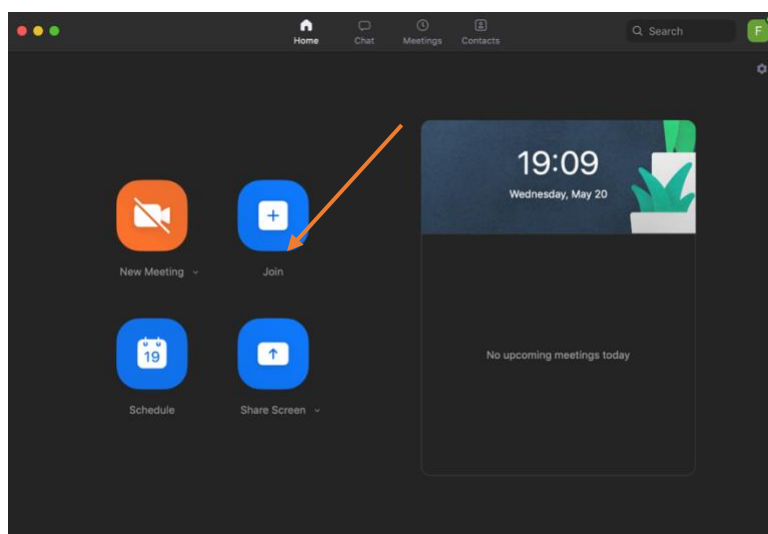 Home
Chat
Meetings
Contacts
Search
F
19:09
Wednesday, May 20
New Meeting
Join
19
Schedule
Share Screen
No upcoming meetings today